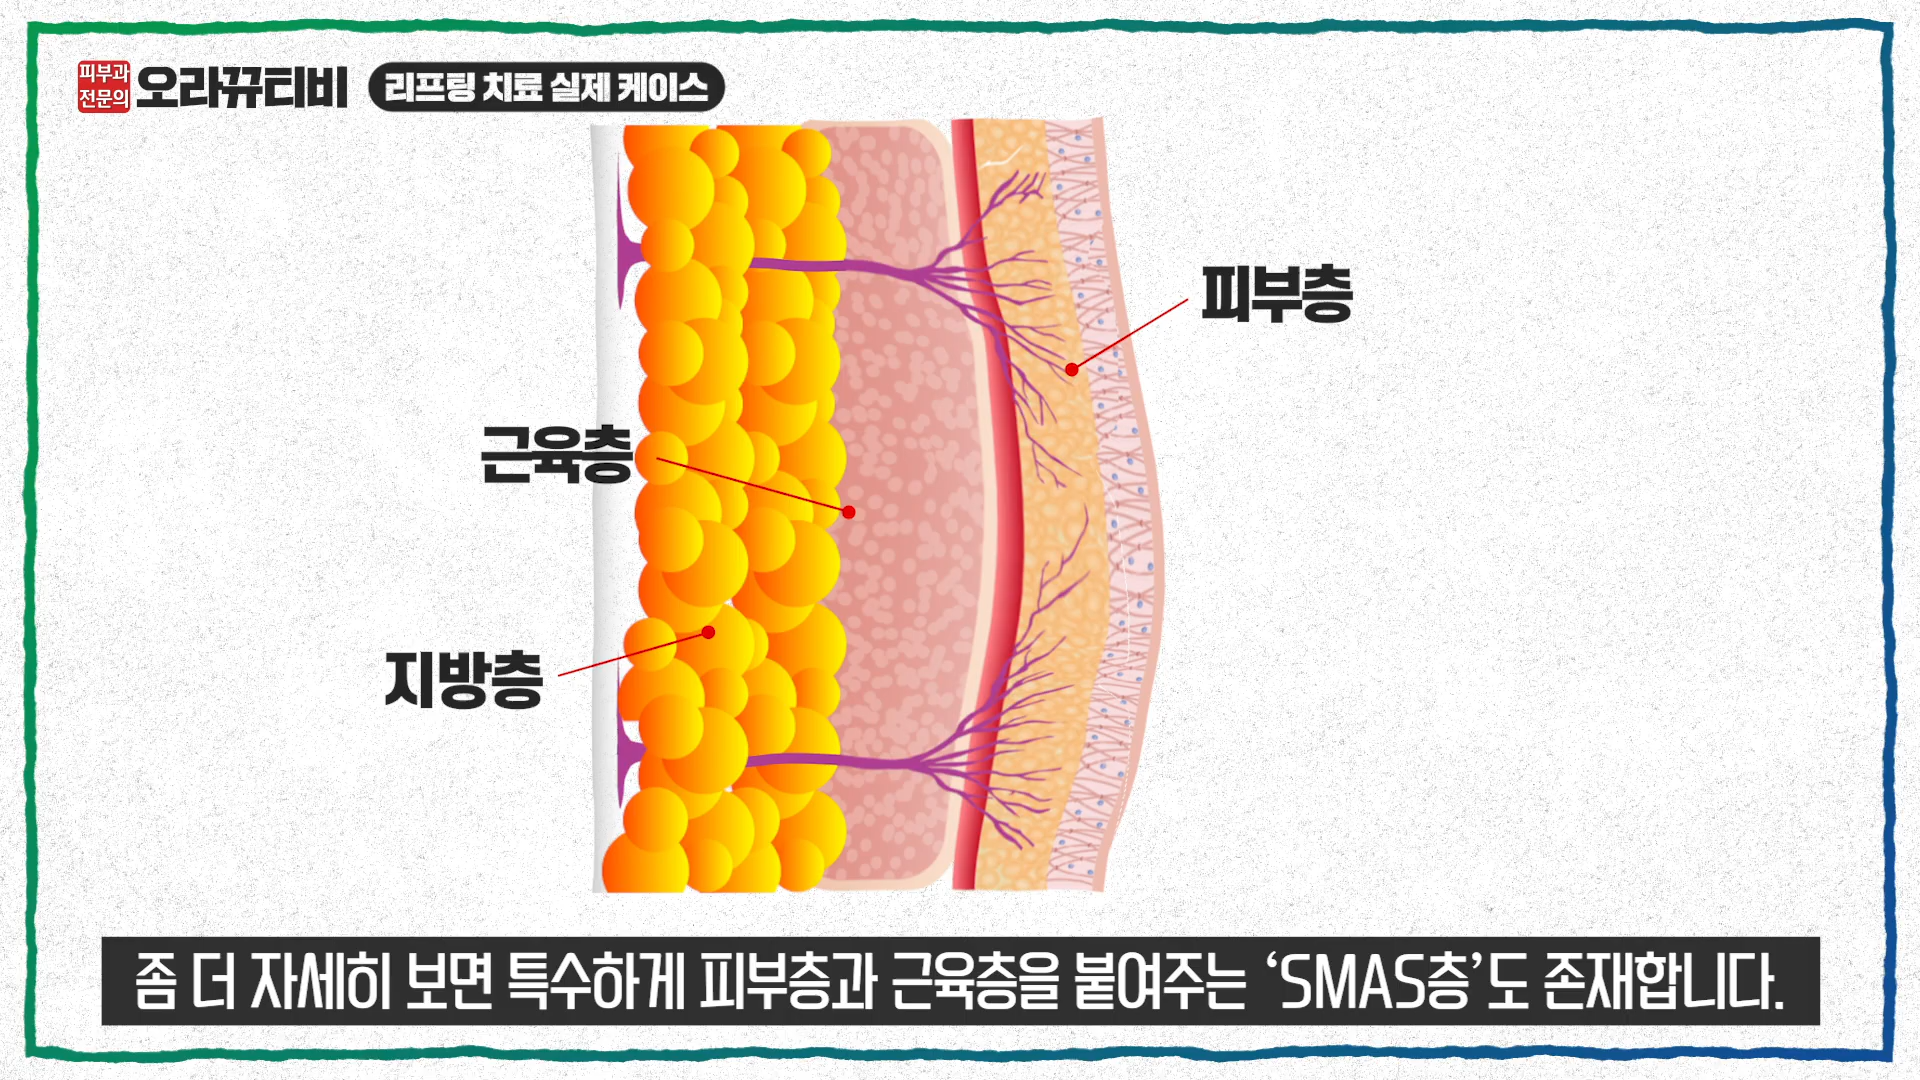 피부과
전문의
오라뀨티비
리프팅 치료 실제 케이스
피부층
근육층
지방층
좀 더 자세히 보면 특수하게 피부층과 근육층을 붙여주는 ‘SMAS층’도 존재합니다.